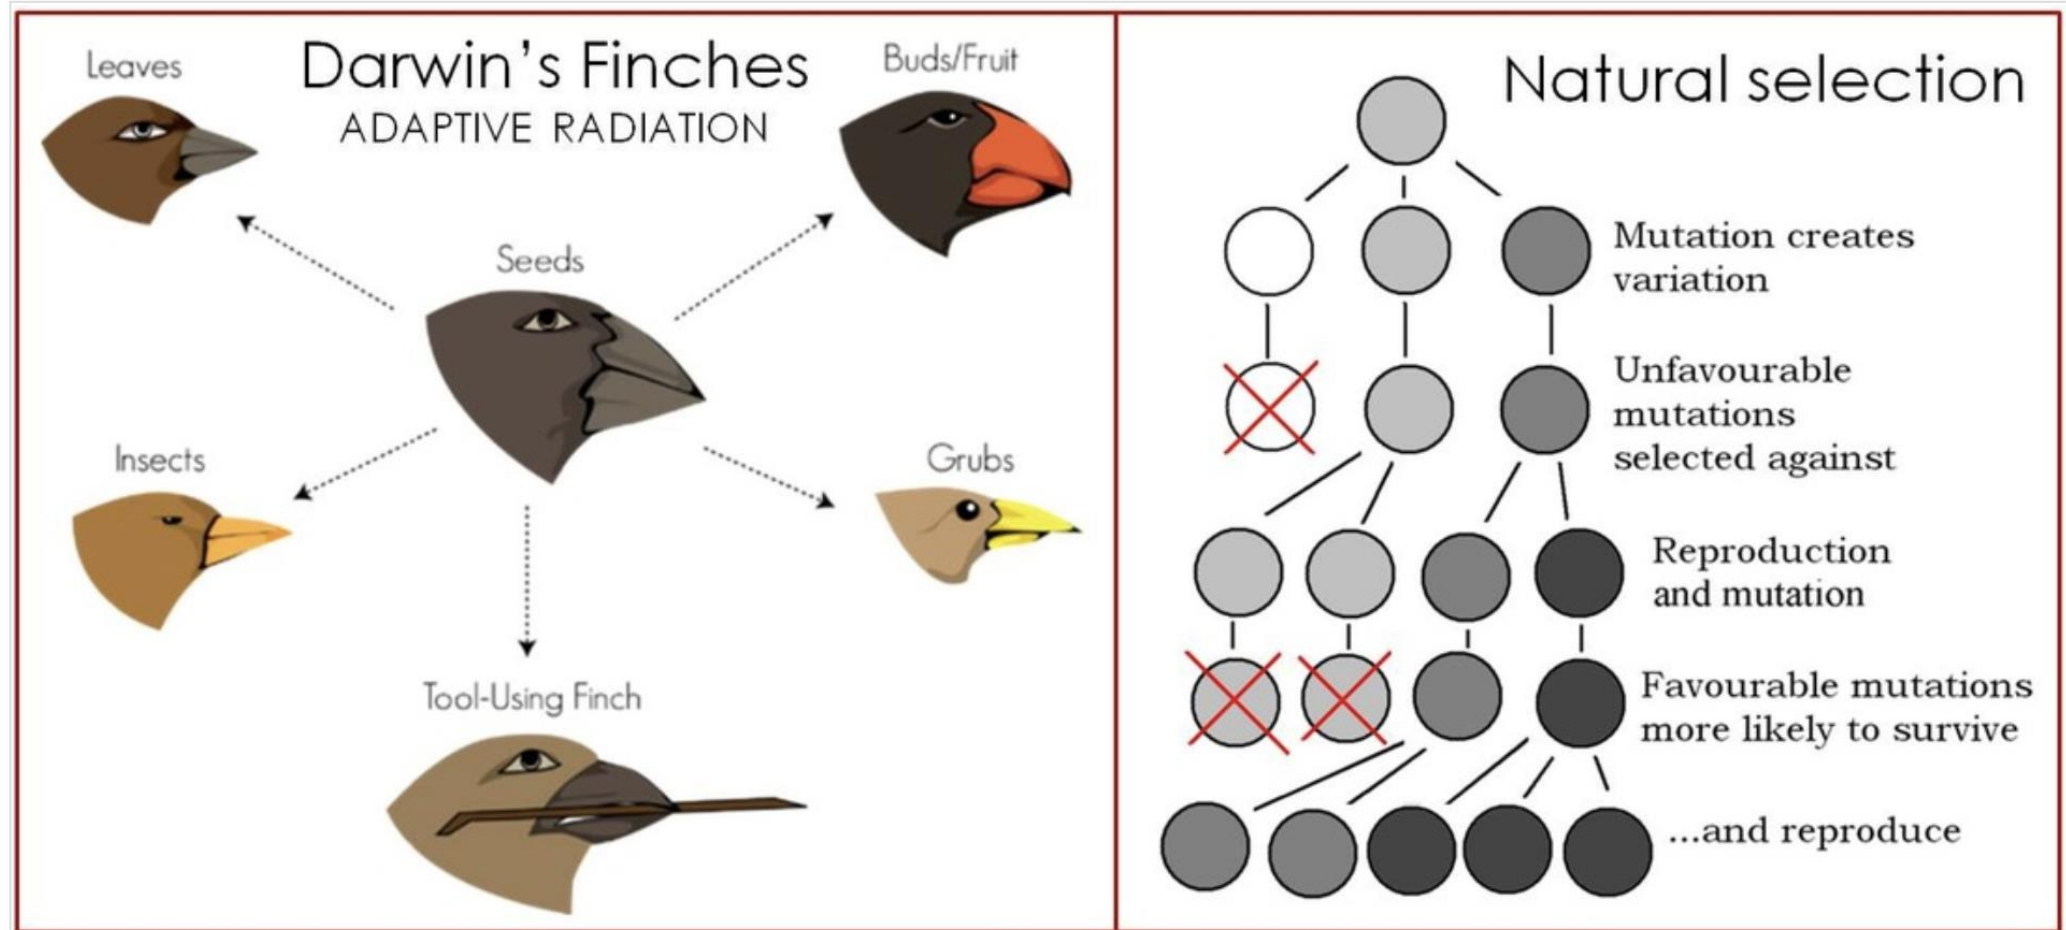 Darwin's Finches
ADAPTIVE RADIATION
Leaves
Buds/Fruit
Seeds
Insects
Grubs
Tool-Using Finch
Natural selection
Mutation creates
variation
Unfavourable
mutations
selected against
Reproduction
and mutation
Favourable mutations
more likely to survive
...and reproduce